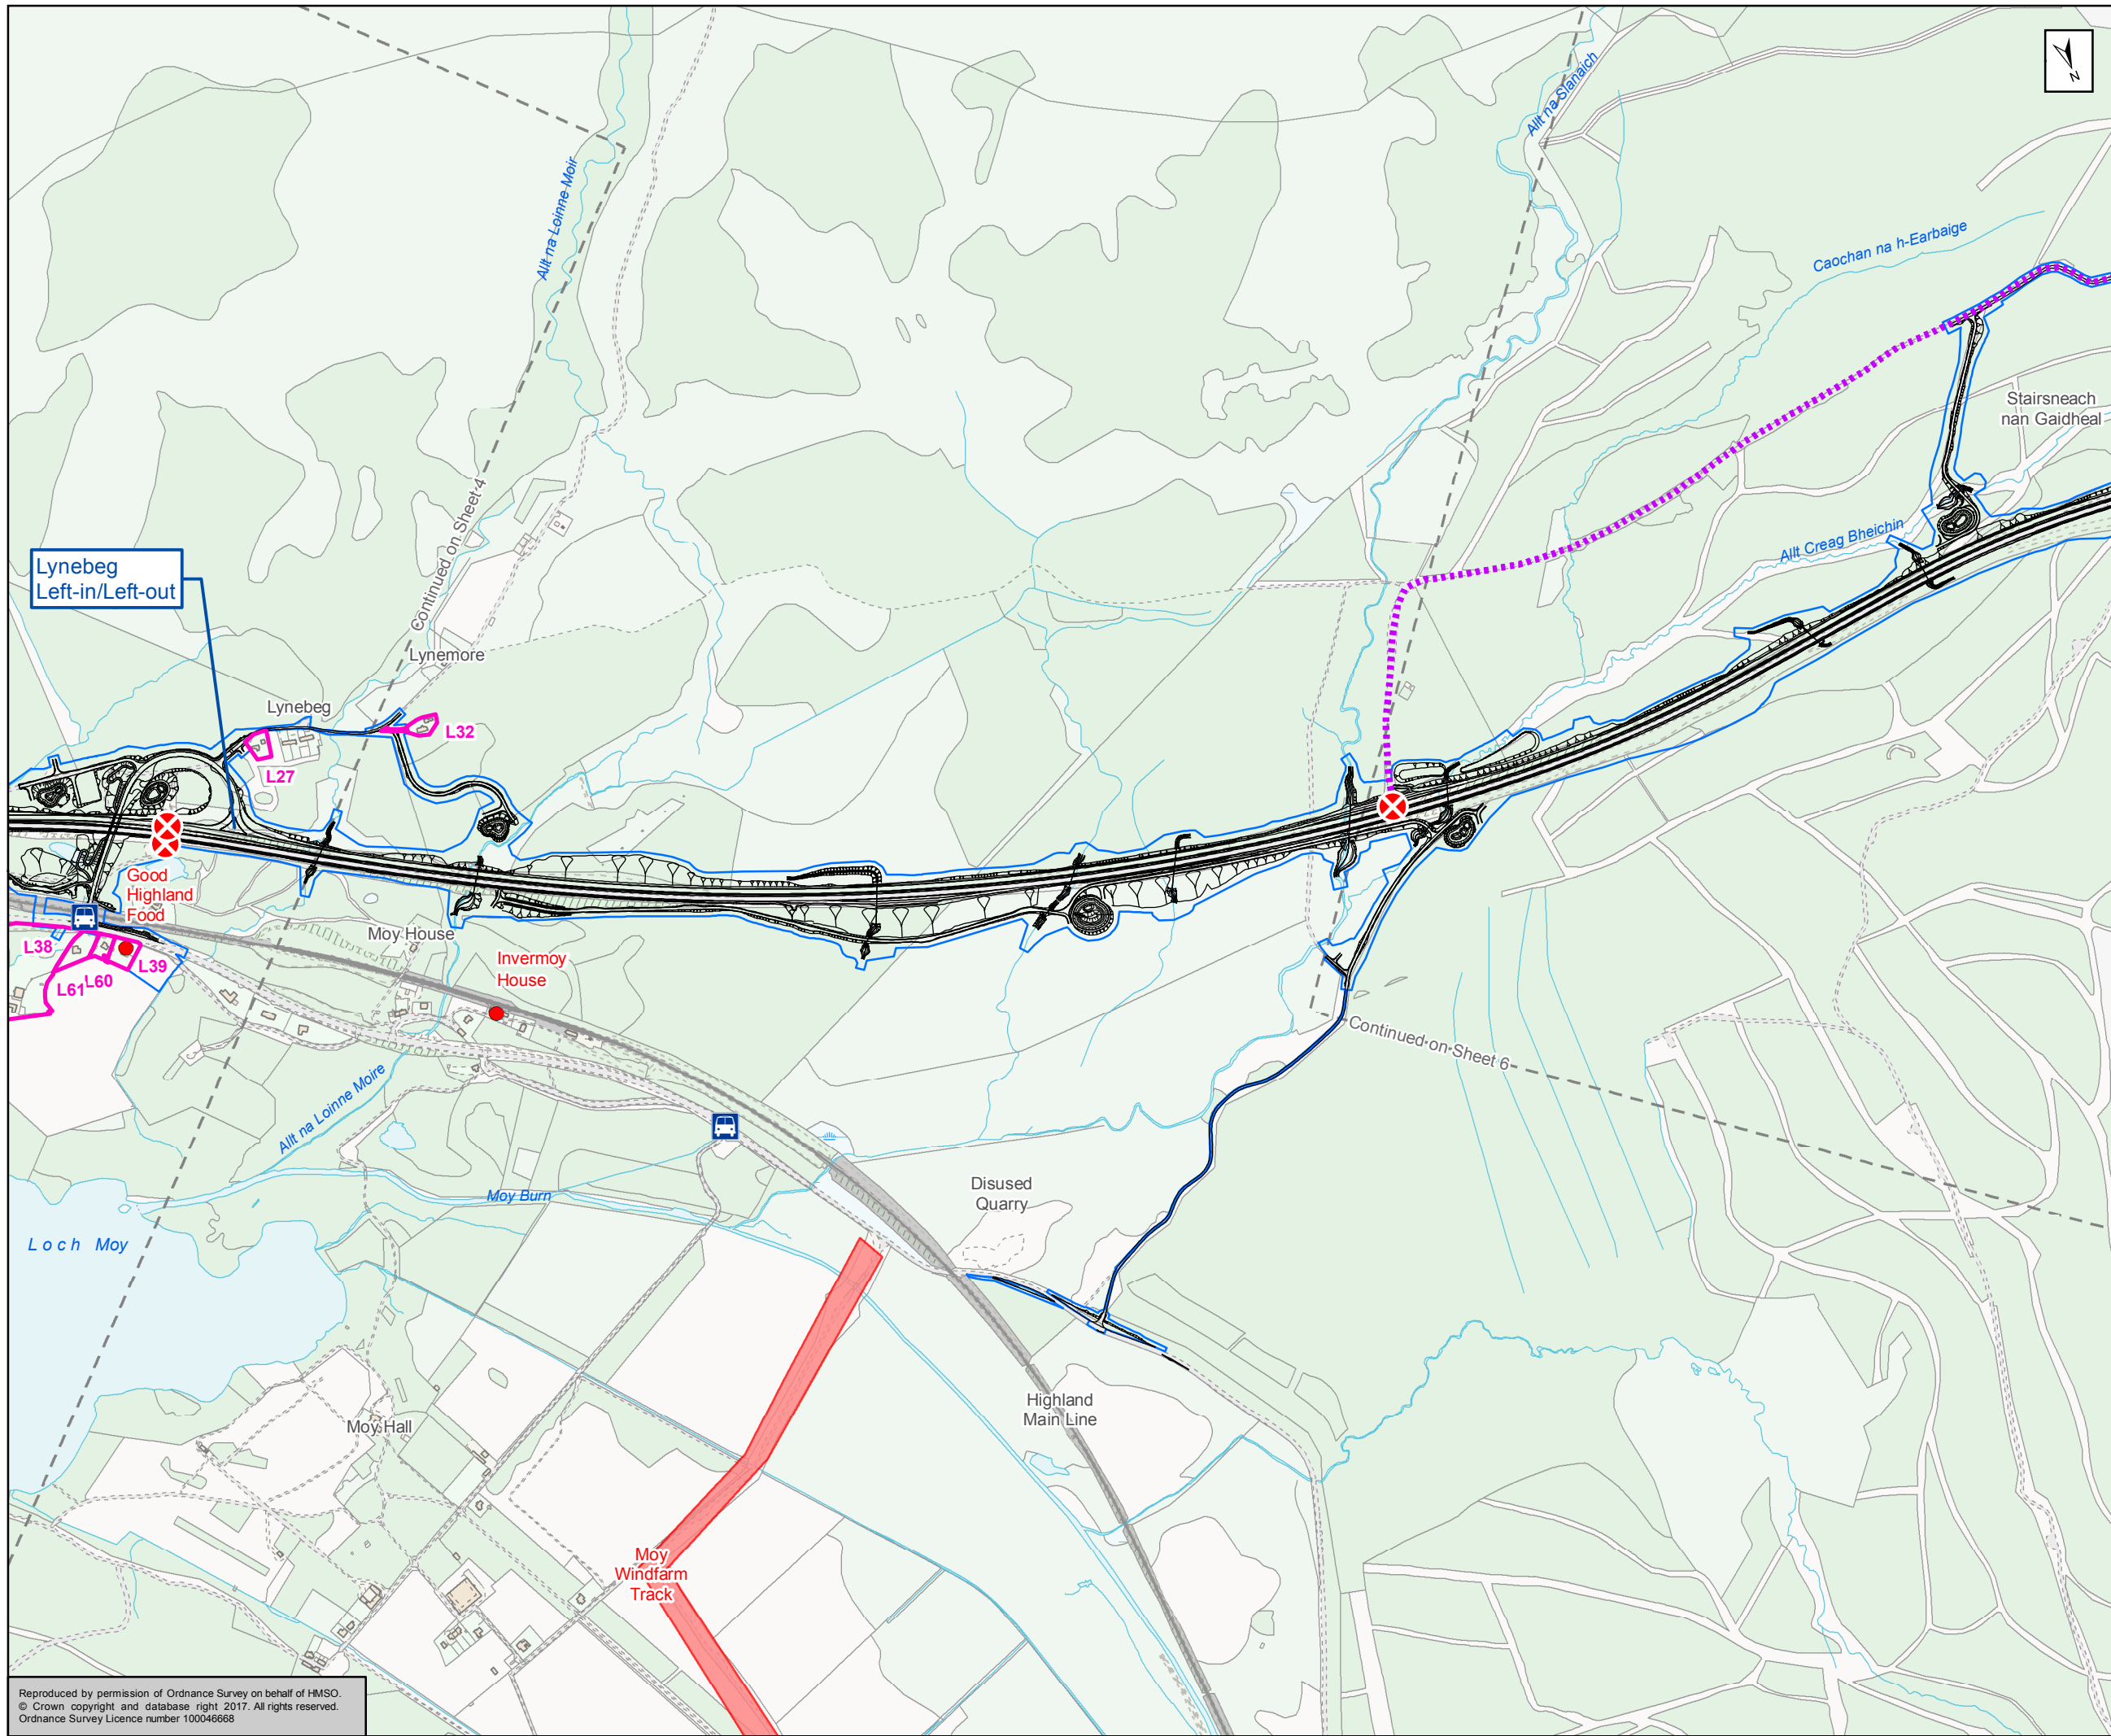 N
Allt na Slanaich
Allt na Loinne Moir
Caochan na h-Earbaige
Stairsneach
nan Gaidheal
Continued on Sheet 4
Allt Creag Bheichin
Lynebeg
Left-in/Left-out
Lynemore
Lynebeg
L32
L27
Good
Highland
Food
Moy House
L38
L39
L61
L60
Invermoy
House
Continued on Sheet 6
Allt na Loinne Moire
Disused
Quarry
Moy Burn
Loch Moy
Highland
Main Line
Moy Hall
Moy
Windfarm
Track
Reproduced by permission of Ordnance Survey on behalf of HMSO.
© Crown copyright and database right 2017. All rights reserved.
Ordnance Survey Licence number 100046668